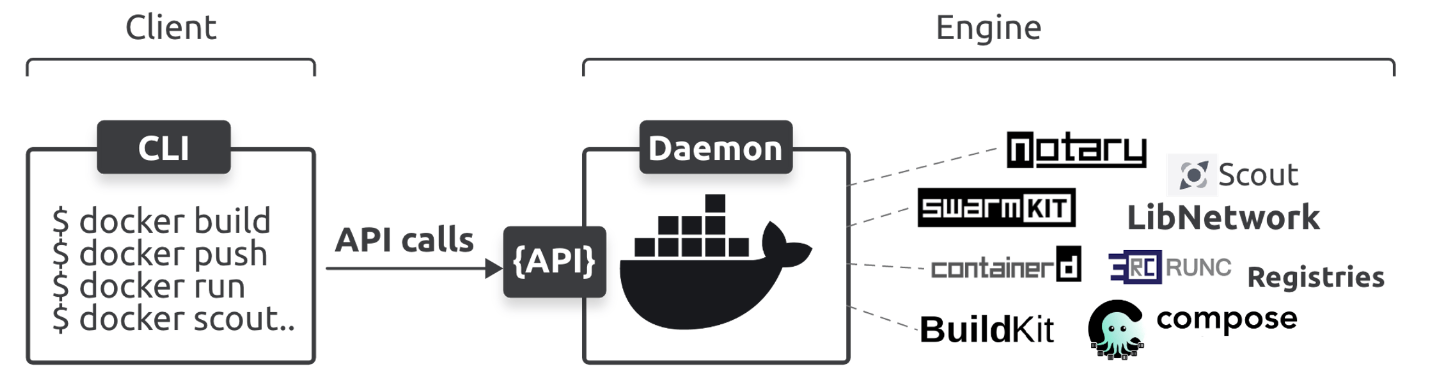 Client
Engine
CLI
$ docker build
$ docker push
$ docker run
$ docker scout..
API calls
{API}
Daemon
notary
Scout
swarmKIT
LibNetwork
containerd
RC RUNC
Registries
BuildKit
compose